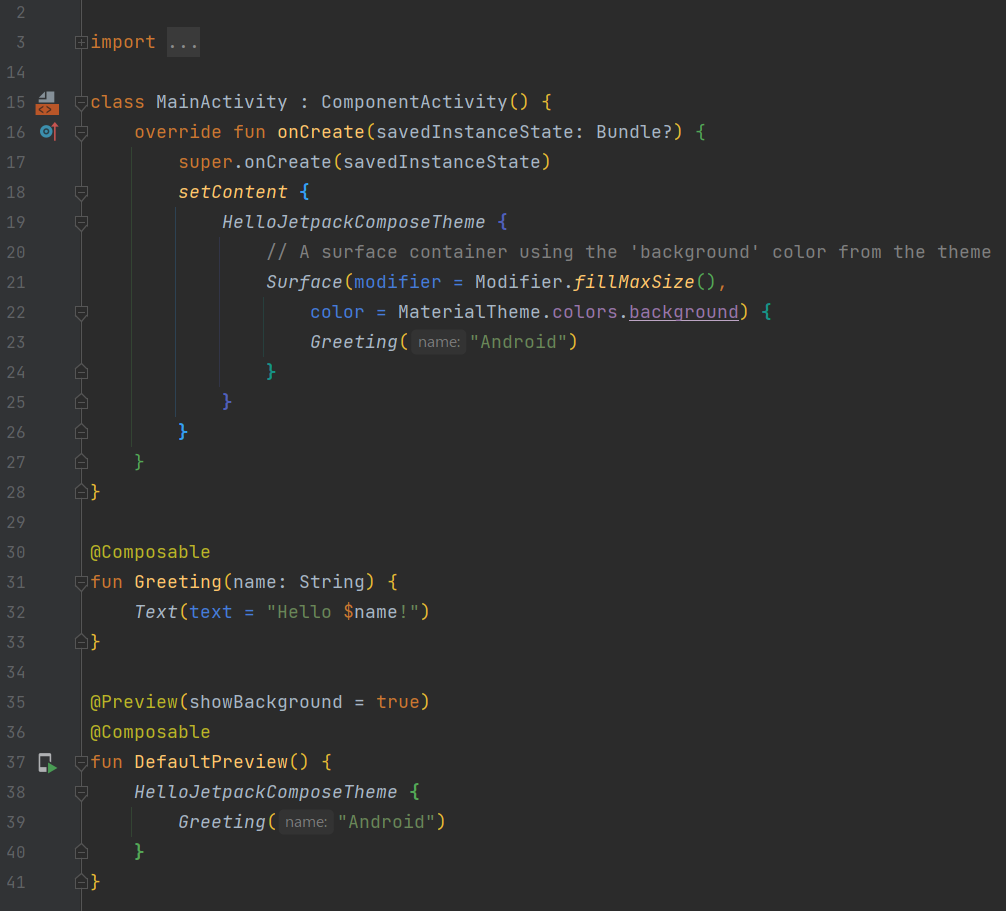 2
3 import ...
14
15 class MainActivity : ComponentActivity() {
16     override fun onCreate(savedInstanceState: Bundle?) {
17         super.onCreate(savedInstanceState)
18         setContent {
19             HelloJetpackComposeTheme {
20                 // A surface container using the 'background' color from the theme
21                 Surface(modifier = Modifier.fillMaxSize(),
22                     color = MaterialTheme.colors.background) {
23                     Greeting( name: "Android")
24                 }
25             }
26         }
27     }
28 }
29
30 @Composable
31 fun Greeting(name: String) {
32     Text(text = "Hello $name!")
33 }
34
35 @Preview(showBackground = true)
36 @Composable
37 fun DefaultPreview() {
38     HelloJetpackComposeTheme {
39         Greeting( name: "Android")
40     }
41 }